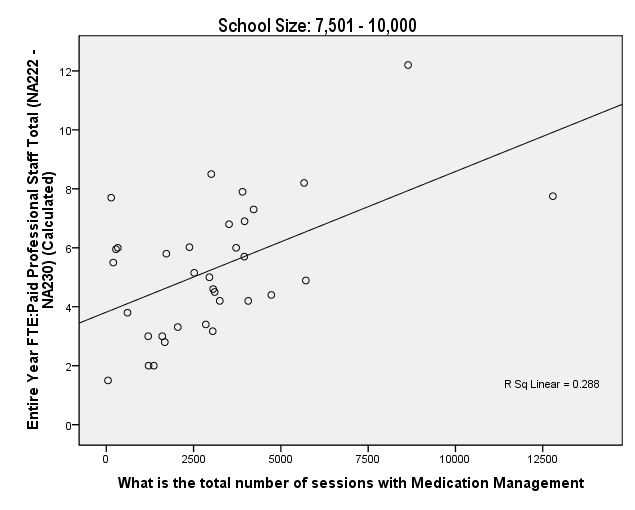 School Size: 7,501 - 10,000
Entire Year FTE:Paid Professional Staff Total (NA222 -
NA230) (Calculated)
12
10
8
6
4
2
0
R Sq Linear = 0.288
0
2500
5000
7500
10000
12500
What is the total number of sessions with Medication Management